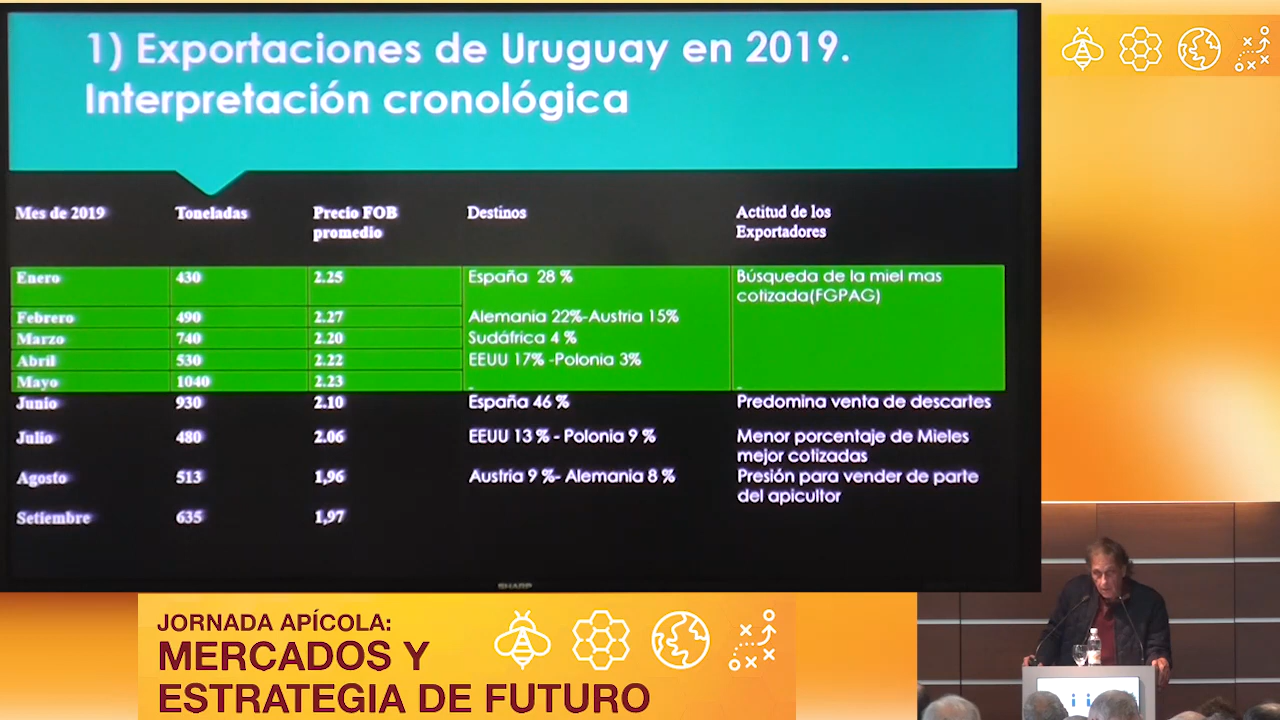 1) Exportaciones de Uruguay en 2019.
Interpretación cronológica
Mes de 2019 Toneladas Precio FOB promedio Destinos Actitud de los Exportadores
Enero 430 2.25 España 28 % Búsqueda de la miel mas cotizada(FGPAG)
Febrero 490 2.27 Alemania 22%-Austria 15%
Marzo 740 2.20 Sudáfrica 4 %
Abril 530 2.22 EEUU 17% -Polonia 3%
Mayo 1040 2.23 - -
Junio 930 2.10 España 46 % Predomina venta de descartes
Julio 480 2.06 EEUU 13 % - Polonia 9 % Menor porcentaje de Mieles mejor cotizadas
Agosto 513 1,96 Austria 9 %- Alemania 8 % Presión para vender de parte del apicultor
Setiembre 635 1,97
SHARP
JORNADA APÍCOLA:
MERCADOS Y
ESTRATEGIA DE FUTURO